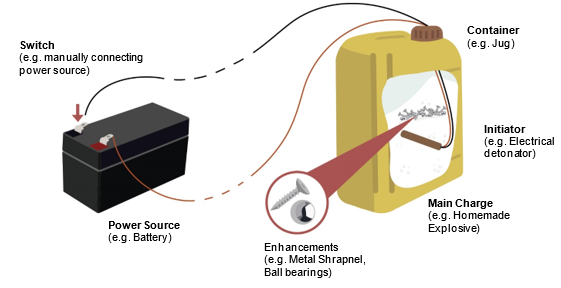 Switch
(e.g. manually connecting
power source)
Container
(e.g. Jug)
Initiator
(e.g. Electrical
detonator)
Main Charge
(e.g. Homemade
Explosive)
Power Source
(e.g. Battery)
Enhancements
(e.g. Metal Shrapnel,
Ball bearings)